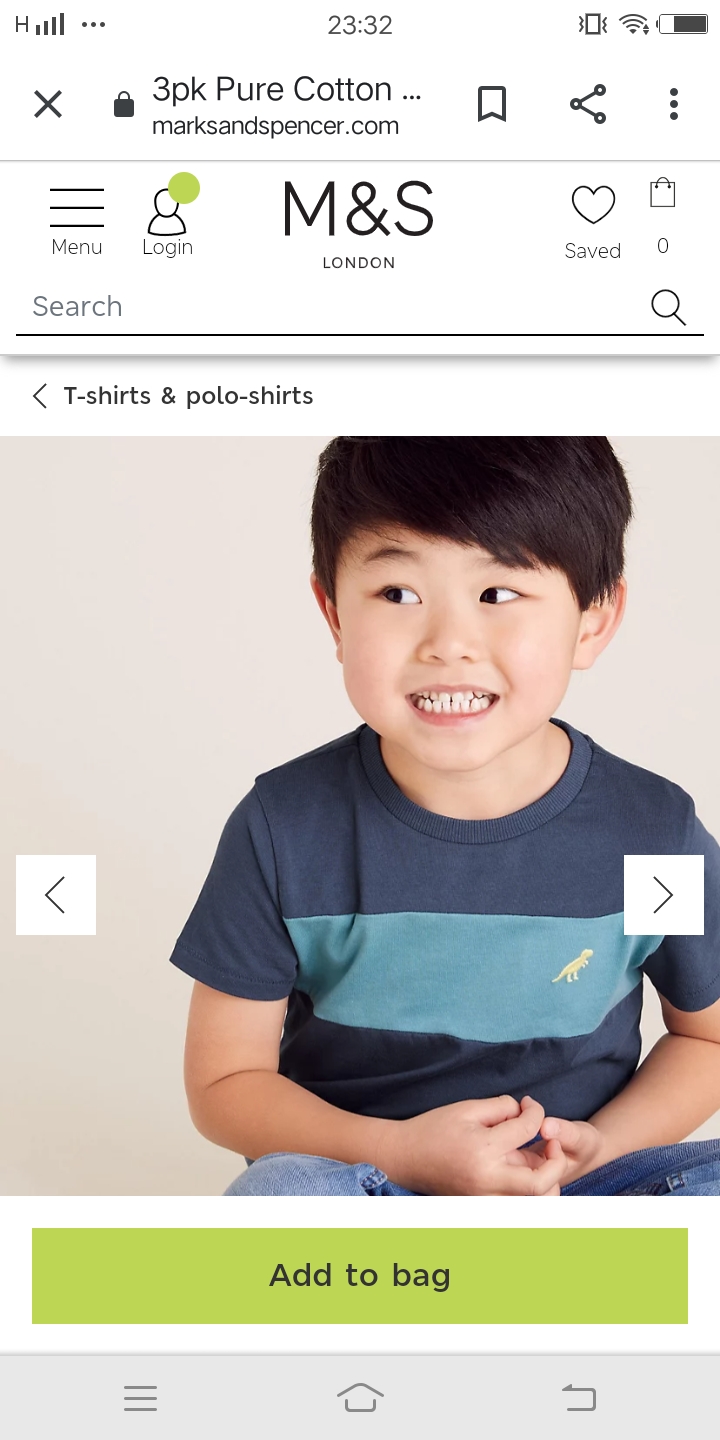 H 23:32
3pk Pure Cotton ...
marksandspencer.com
M&S
LONDON
Menu
Login
Saved
0
Search
T-shirts & polo-shirts
Add to bag